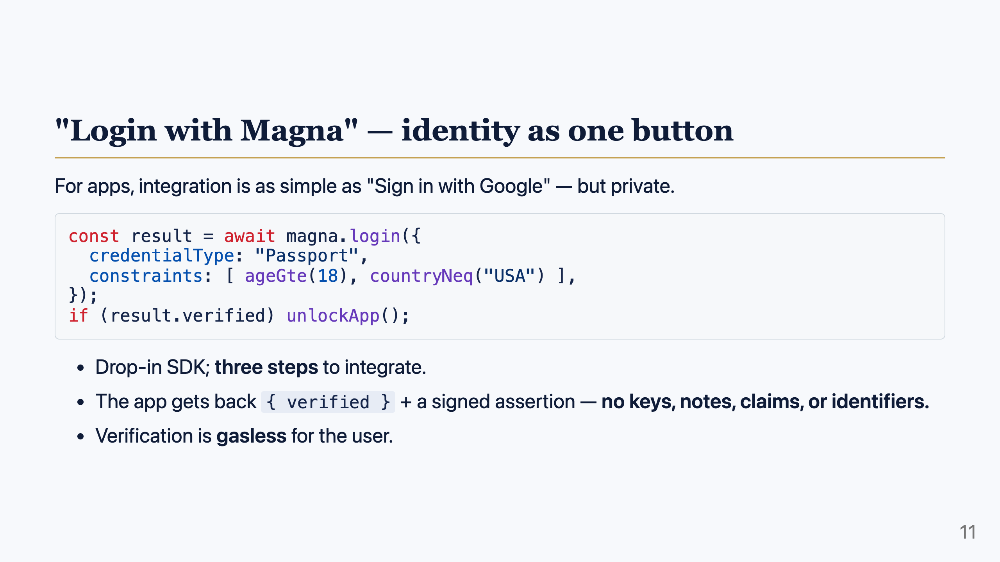 "Login with Magna" — identity as one button
For apps, integration is as simple as "Sign in with Google" — but private.
const result = await magna.login({
  credentialType: "Passport",
  constraints: [ ageGte(18), countryNeq("USA") ],
});
if (result.verified) unlockApp();
• Drop-in SDK; three steps to integrate.
• The app gets back { verified } + a signed assertion — no keys, notes, claims, or identifiers.
• Verification is gasless for the user.
11